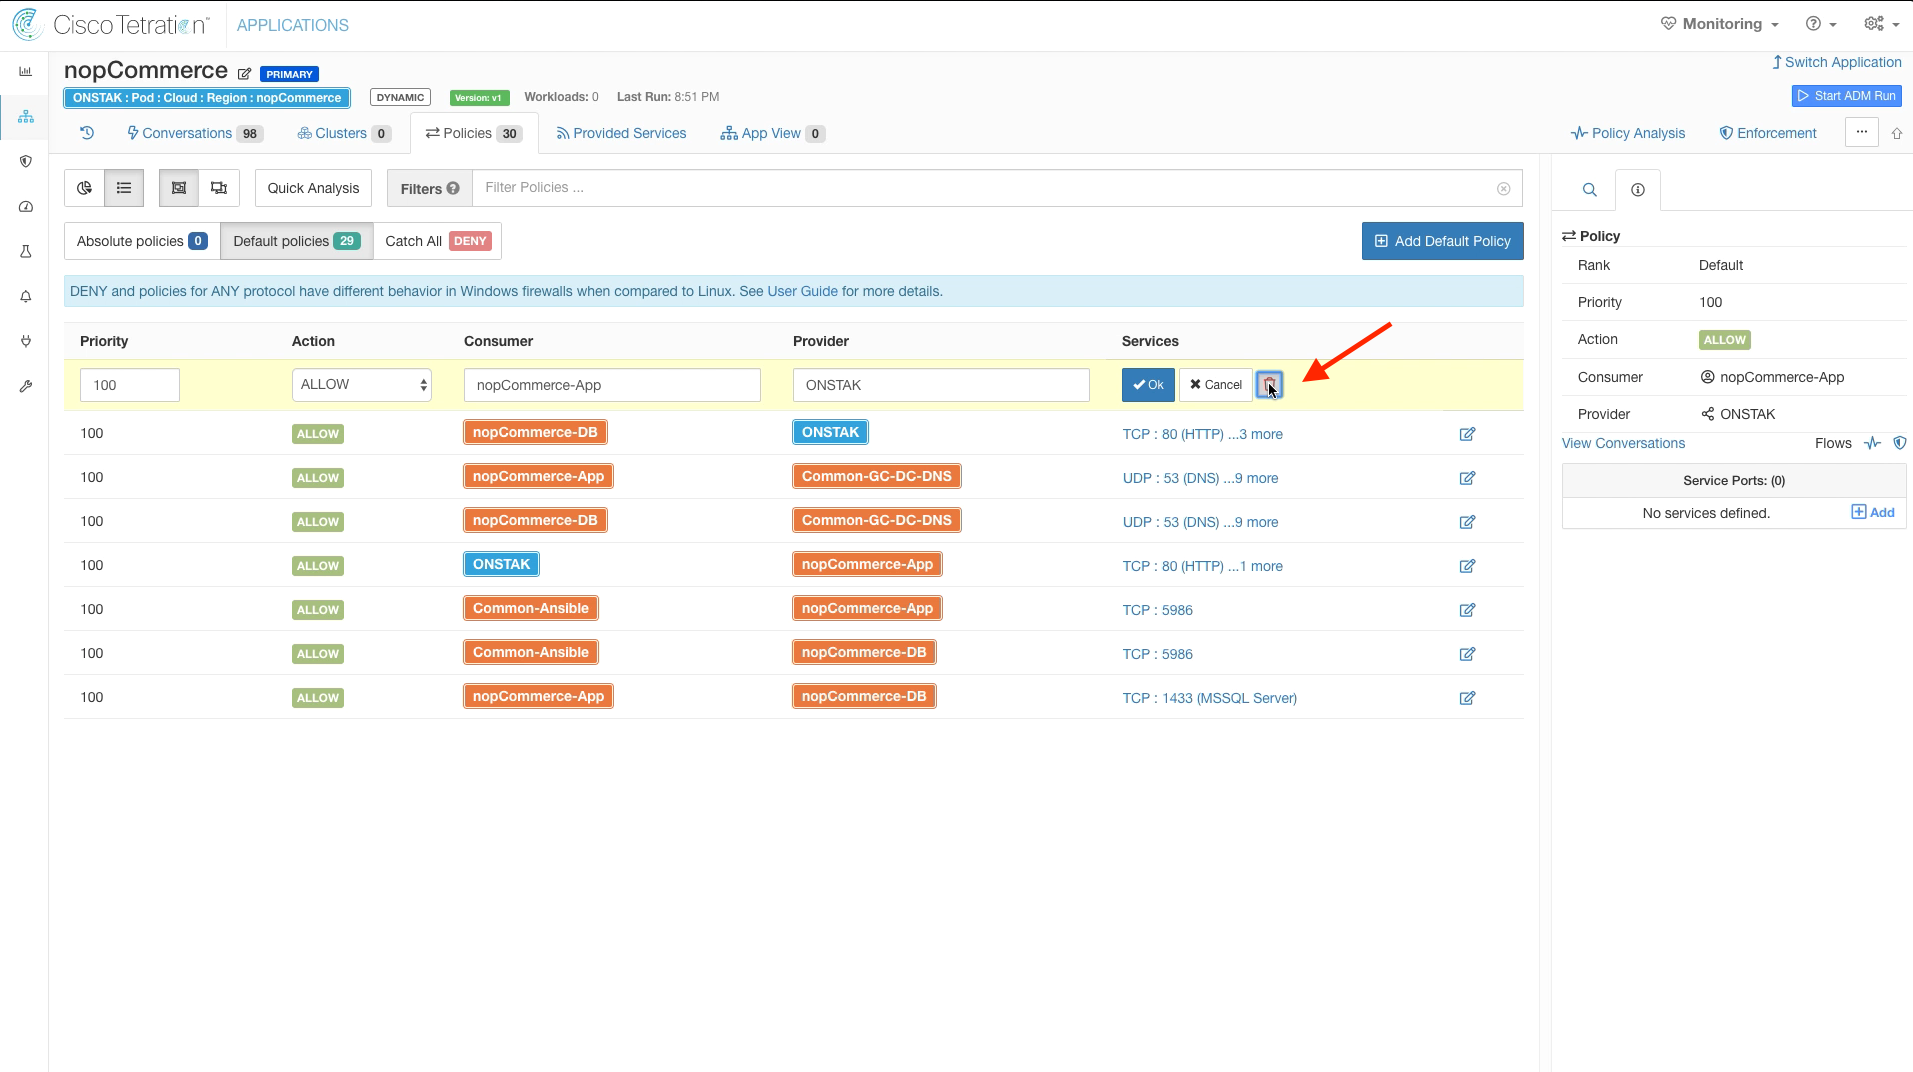 Cisco Tetration™ APPLICATIONS Monitoring
nopCommerce PRIMARY Switch Application
ONSTAK : Pod : Cloud : Region : nopCommerce DYNAMIC Version: v1 Workloads: 0 Last Run: 8:51 PM Start ADM Run
Conversations 98 Clusters 0 Policies 30 Provided Services App View 0 Policy Analysis Enforcement ...
Quick Analysis Filters ? Filter Policies ...
Absolute policies 0 Default policies 29 Catch All DENY Add Default Policy
DENY and policies for ANY protocol have different behavior in Windows firewalls when compared to Linux. See User Guide for more details.
Priority Action Consumer Provider Services
100 ALLOW nopCommerce-App ONSTAK Ok Cancel
100 ALLOW nopCommerce-DB ONSTAK TCP : 80 (HTTP) ...3 more
100 ALLOW nopCommerce-App Common-GC-DC-DNS UDP : 53 (DNS) ...9 more
100 ALLOW nopCommerce-DB Common-GC-DC-DNS UDP : 53 (DNS) ...9 more
100 ALLOW ONSTAK nopCommerce-App TCP : 80 (HTTP) ...1 more
100 ALLOW Common-Ansible nopCommerce-App TCP : 5986
100 ALLOW Common-Ansible nopCommerce-DB TCP : 5986
100 ALLOW nopCommerce-App nopCommerce-DB TCP : 1433 (MSSQL Server)
Policy
Rank Default
Priority 100
Action ALLOW
Consumer nopCommerce-App
Provider ONSTAK
View Conversations Flows
Service Ports: (0)
No services defined. Add